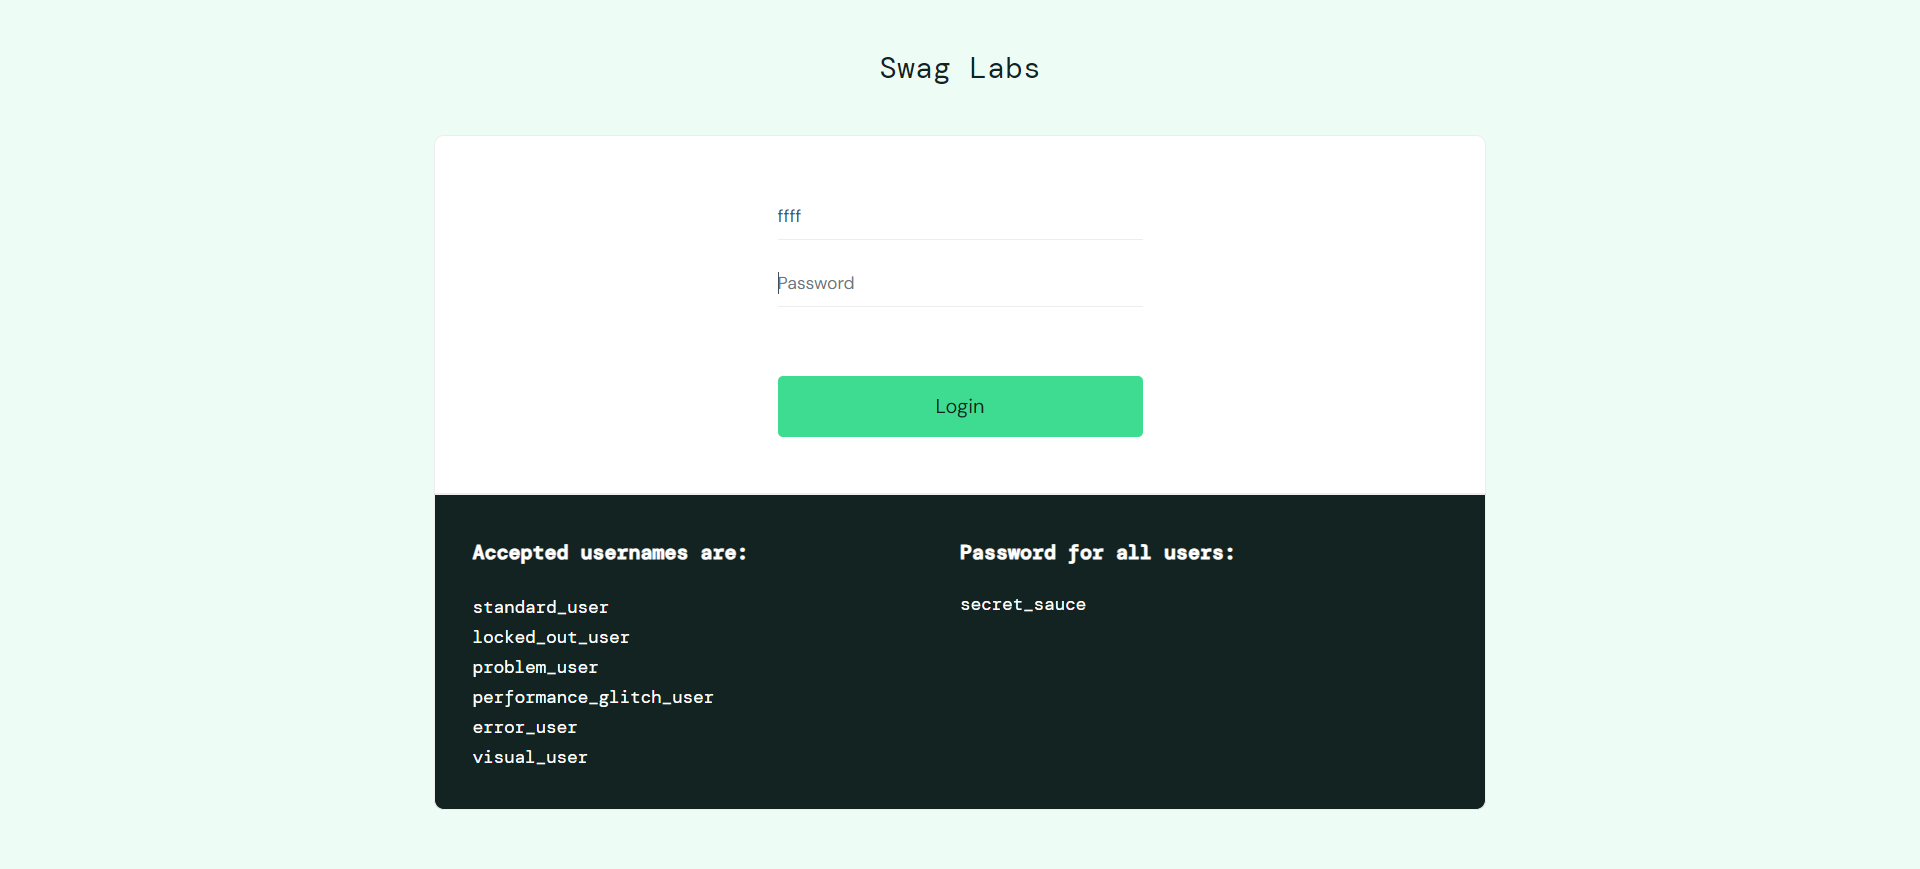 Swag Labs
ffff
Password
Login
Accepted usernames are:
standard_user
locked_out_user
problem_user
performance_glitch_user
error_user
visual_user
Password for all users:
secret_sauce